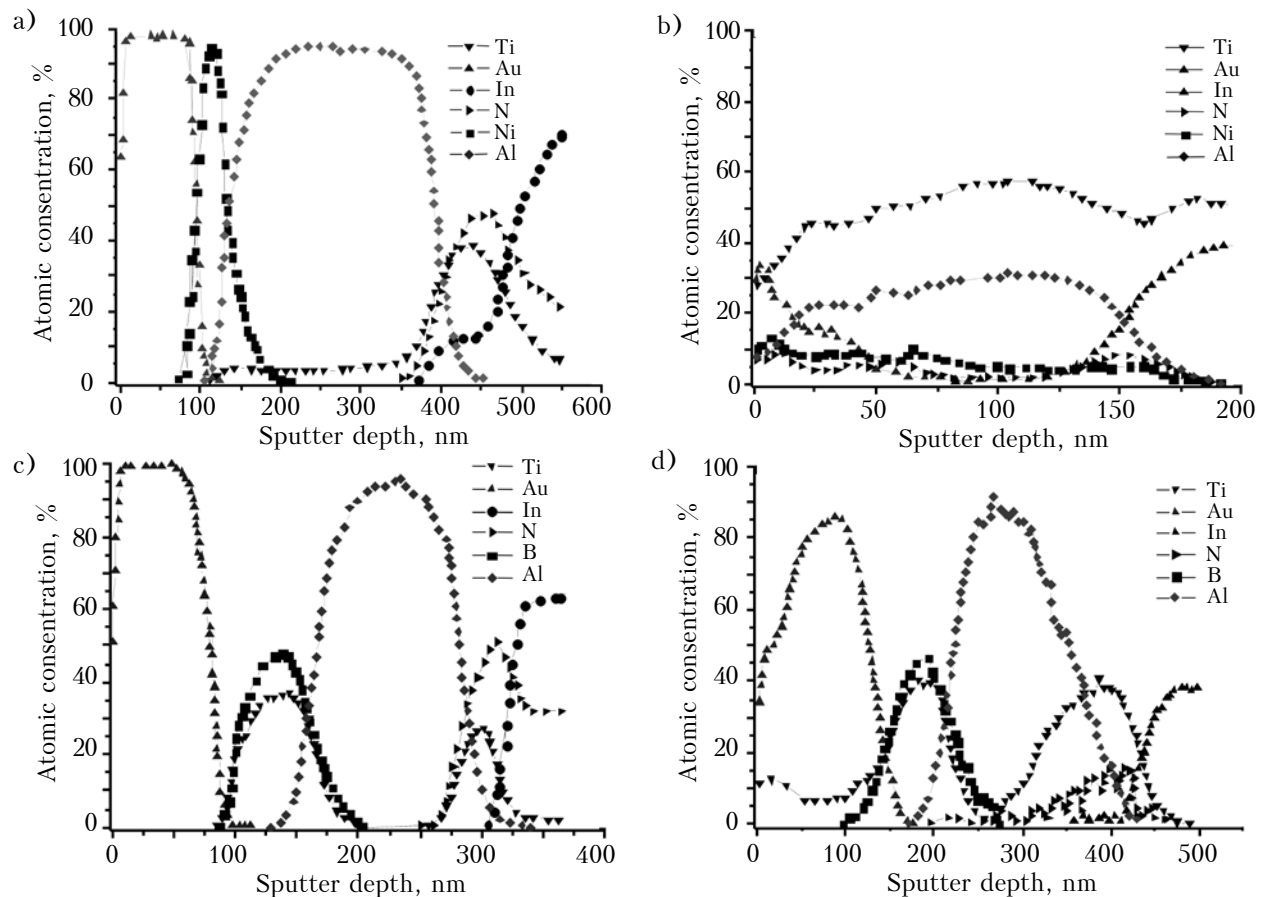 a)
Atomic consentration, %
100
80
60
40
20
0
Ti
Au
In
N
Ni
Al
0 100 200 300 400 500 600
Sputter depth, nm
b)
Atomic consentration, %
100
80
60
40
20
0
Ti
Au
In
N
Ni
Al
0 50 100 150 200
Sputter depth, nm
c)
Atomic consentration, %
100
80
60
40
20
0
Ti
Au
In
N
B
Al
0 100 200 300 400
Sputter depth, nm
d)
Atomic consentration, %
100
80
60
40
20
0
Ti
Au
In
N
B
Al
0 100 200 300 400 500
Sputter depth, nm